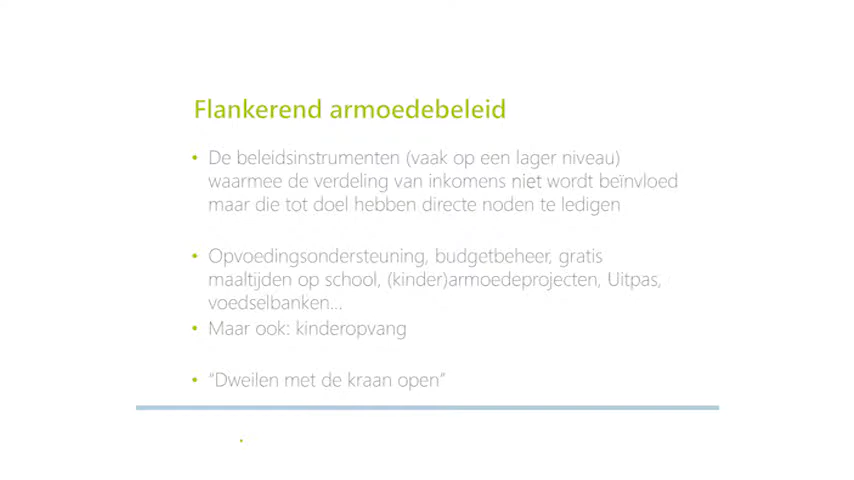 Flankerend armoedebeleid
• De beleidsinstrumenten (vaak op een lager niveau)
waarmee de verdeling van inkomens niet wordt beïnvloed
maar die tot doel hebben directe noden te ledigen
• Opvoedingsondersteuning, budgetbeheer, gratis
maaltijden op school, (kinder)armoedeprojecten, Uitpas,
voedselbanken...
• Maar ook: kinderopvang
• “Dweilen met de kraan open”